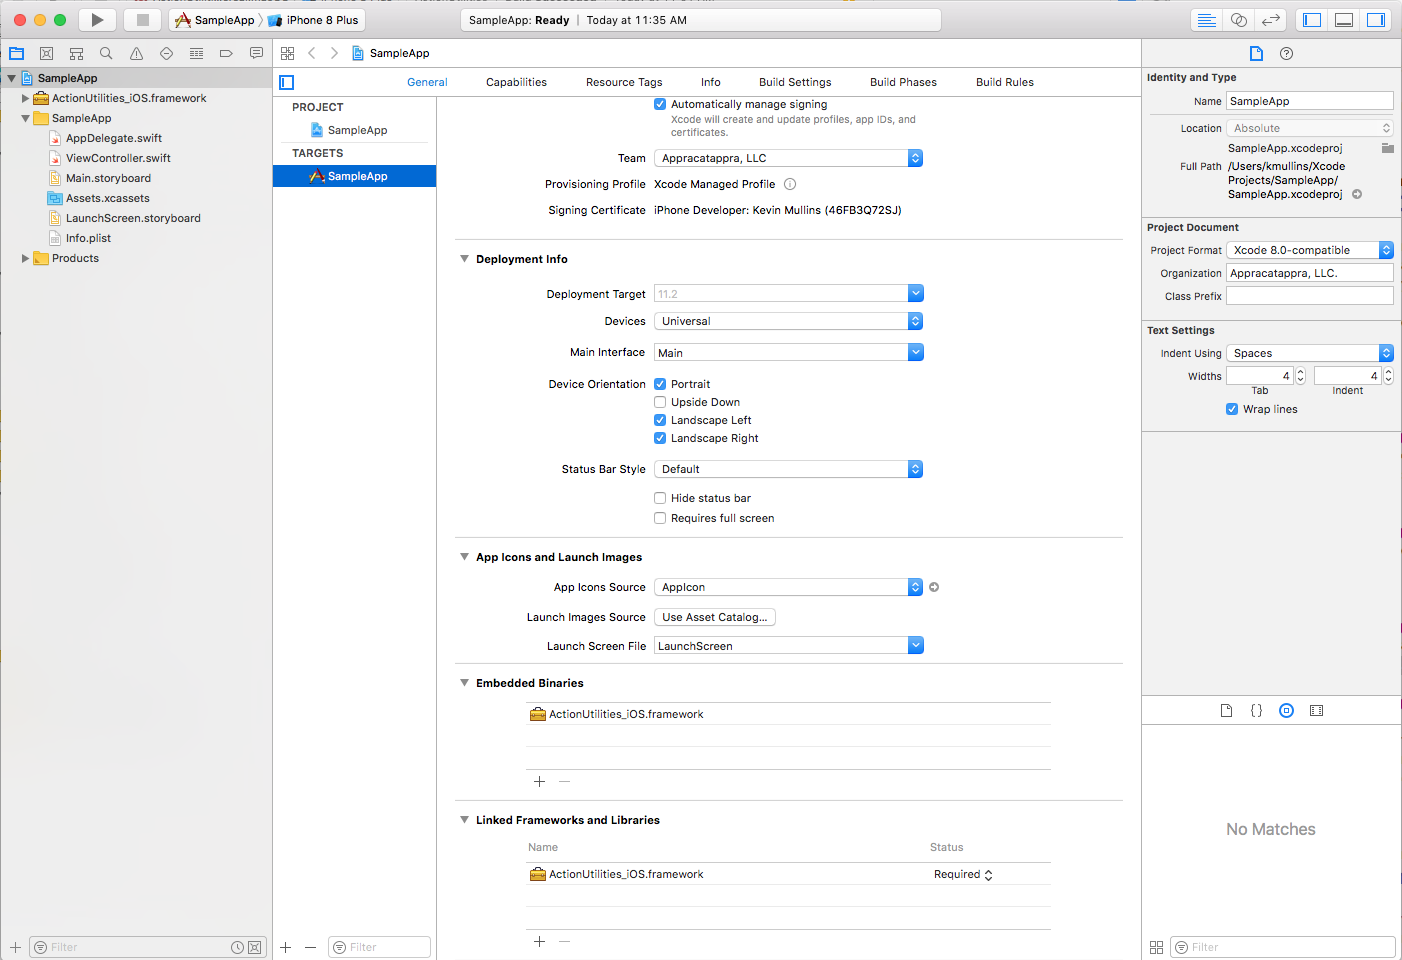 SampleApp
iPhone 8 Plus
SampleApp: Ready | Today at 11:35 AM
SampleApp
SampleApp
ActionUtilities_iOS.framework
SampleApp
AppDelegate.swift
ViewController.swift
Main.storyboard
Assets.xcassets
LaunchScreen.storyboard
Info.plist
Products
Filter
General
Capabilities
Resource Tags
Info
Build Settings
Build Phases
Build Rules
PROJECT
SampleApp
TARGETS
SampleApp
Filter
Automatically manage signing
Xcode will create and update profiles, app IDs, and
certificates.
Team Appracatappra, LLC
Provisioning Profile Xcode Managed Profile
Signing Certificate iPhone Developer: Kevin Mullins (46FB3Q72SJ)
Deployment Info
Deployment Target 11.2
Devices Universal
Main Interface Main
Device Orientation Portrait
Upside Down
Landscape Left
Landscape Right
Status Bar Style Default
Hide status bar
Requires full screen
App Icons and Launch Images
App Icons Source AppIcon
Launch Images Source Use Asset Catalog...
Launch Screen File LaunchScreen
Embedded Binaries
ActionUtilities_iOS.framework
Linked Frameworks and Libraries
Name Status
ActionUtilities_iOS.framework Required
Identity and Type
Name SampleApp
Location Absolute
SampleApp.xcodeproj
Full Path /Users/kmullins/Xcode
Projects/SampleApp/
SampleApp.xcodeproj
Project Document
Project Format Xcode 8.0-compatible
Organization Appracatappra, LLC.
Class Prefix
Text Settings
Indent Using Spaces
Widths 4 4
Tab Indent
Wrap lines
No Matches
Filter